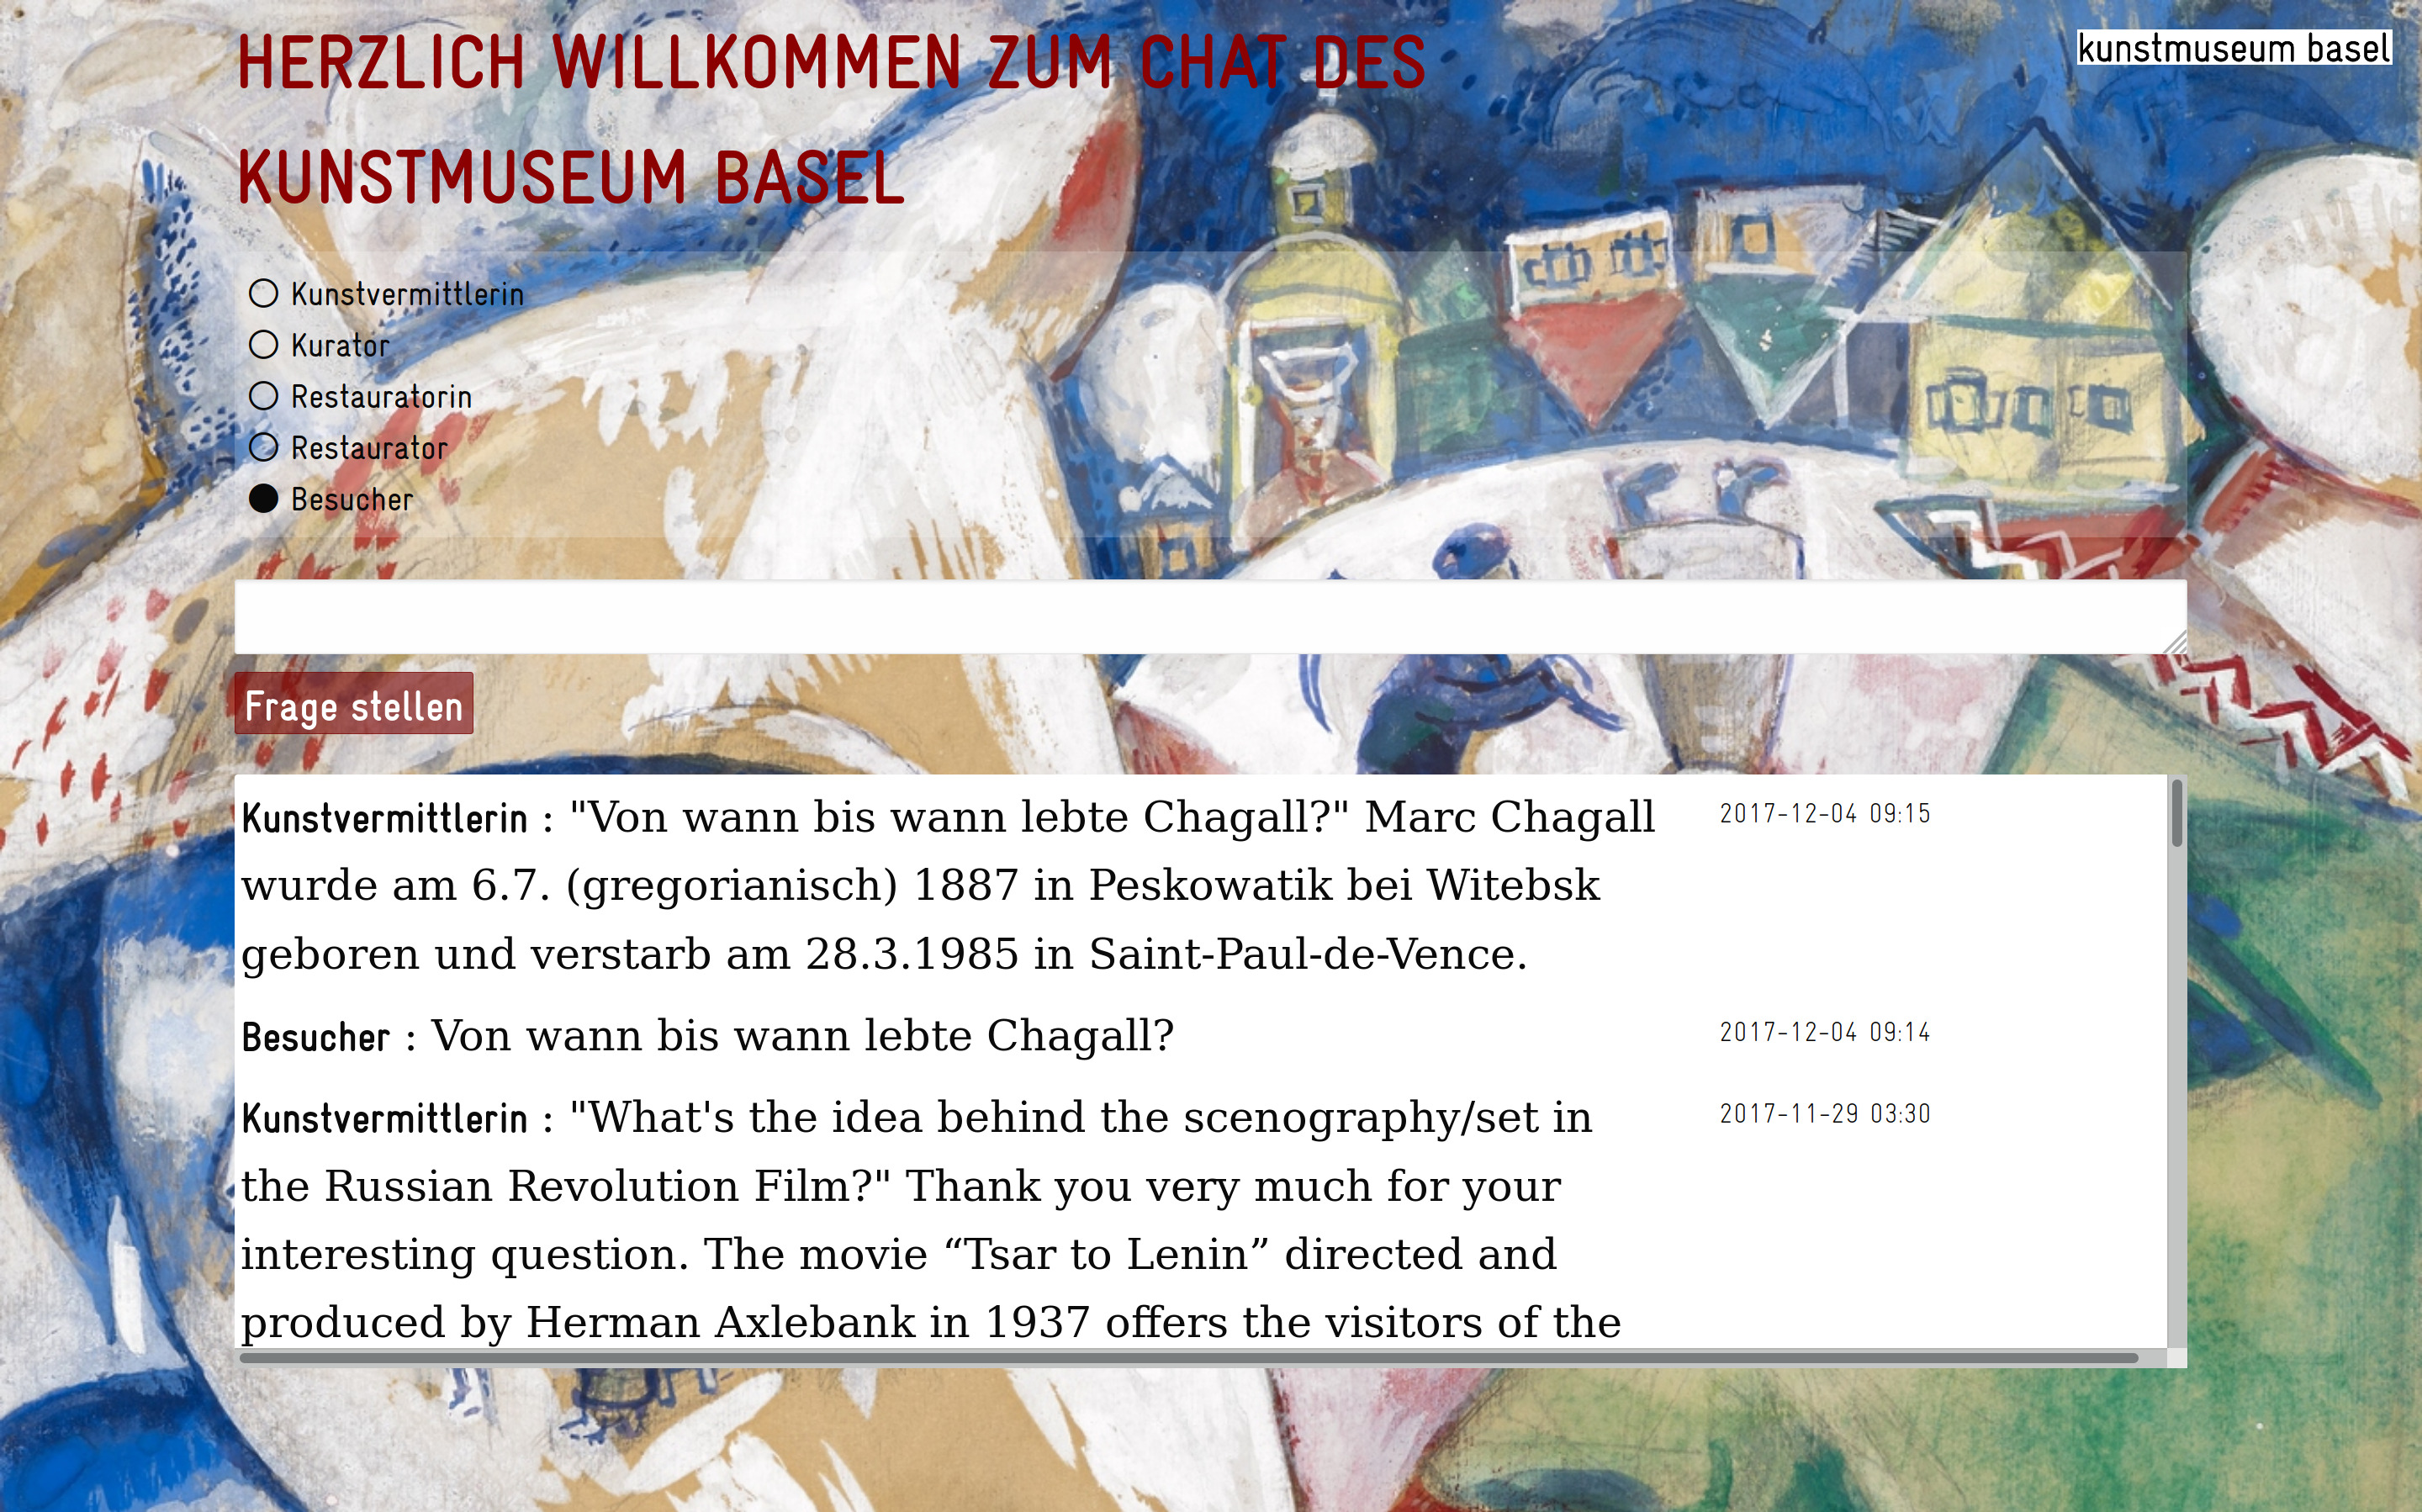 HERZLICH WILLKOMMEN ZUM CHAT DES
kunstmuseum basel
KUNSTMUSEUM BASEL
Kunstvermittlerin
Kurator
Restauratorin
Restaurator
Besucher
Frage stellen
Kunstvermittlerin : "Von wann bis wann lebte Chagall?" Marc Chagall 2017-12-04 09:15
wurde am 6.7. (gregorianisch) 1887 in Peskowatik bei Witebsk
geboren und verstarb am 28.3.1985 in Saint-Paul-de-Vence.
Besucher : Von wann bis wann lebte Chagall? 2017-12-04 09:14
Kunstvermittlerin : "What's the idea behind the scenography/set in 2017-11-29 03:30
the Russian Revolution Film?" Thank you very much for your
interesting question. The movie “Tsar to Lenin” directed and
produced by Herman Axlebank in 1937 offers the visitors of the